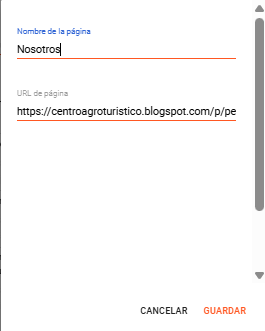 Nombre de la página
Nosotros
URL de página
https://centroagroturistico.blogspot.com/p/pe
CANCELAR GUARDAR